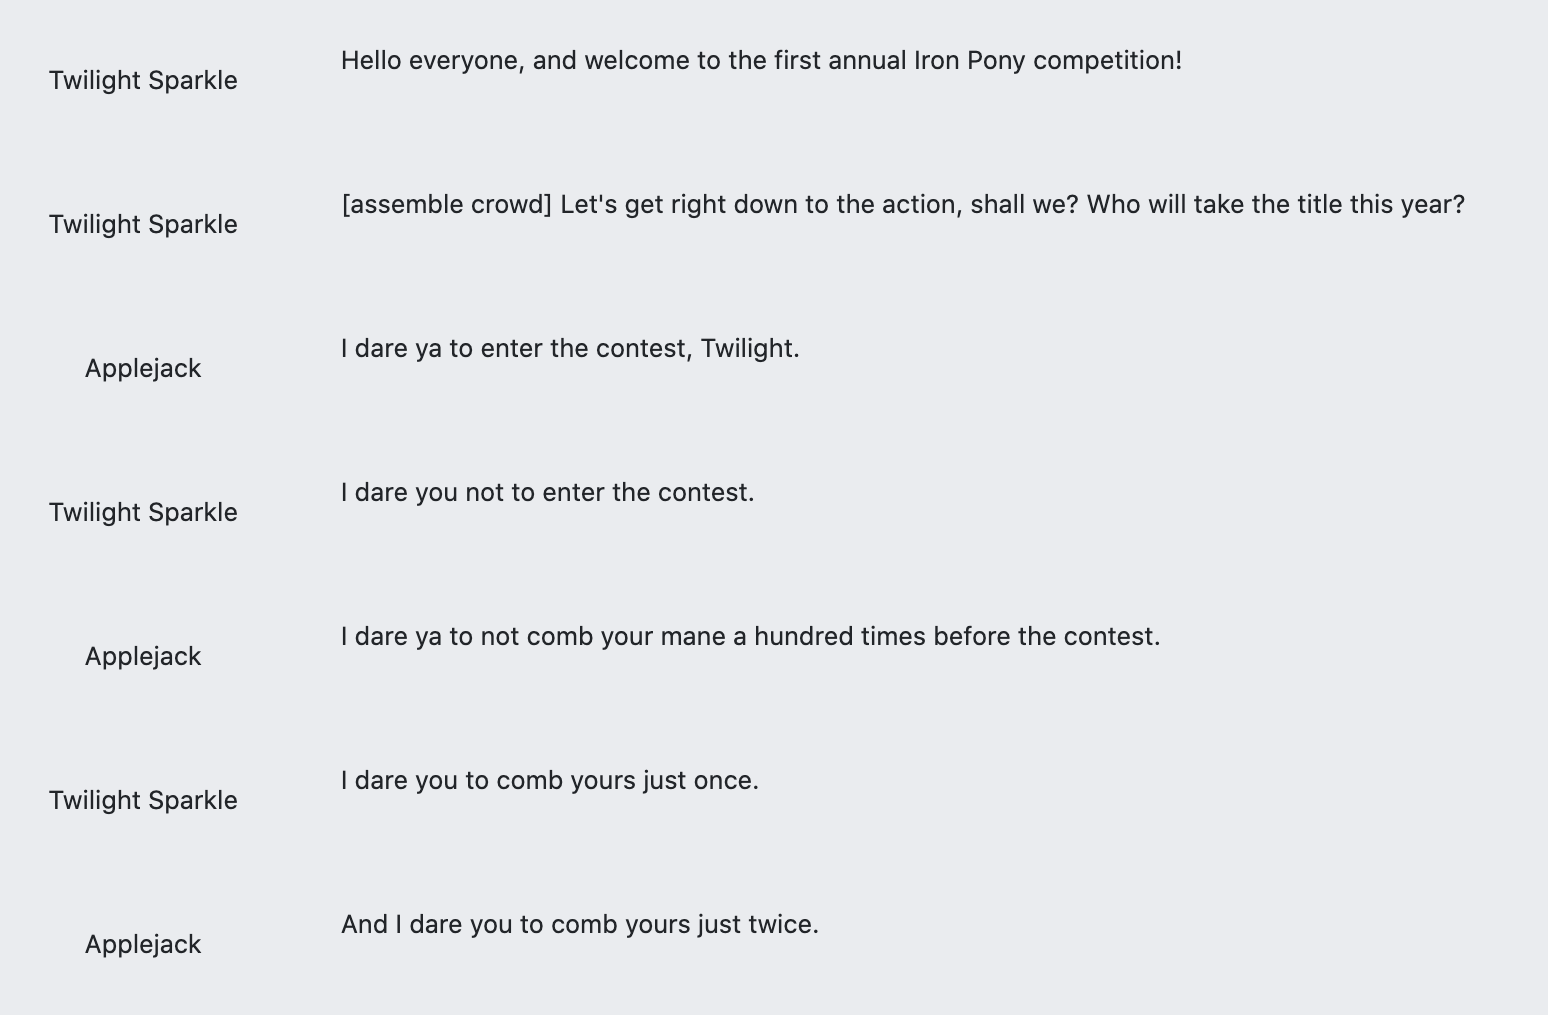 Twilight Sparkle
Hello everyone, and welcome to the first annual Iron Pony competition!
Twilight Sparkle
[assemble crowd] Let's get right down to the action, shall we? Who will take the title this year?
Applejack
I dare ya to enter the contest, Twilight.
Twilight Sparkle
I dare you not to enter the contest.
Applejack
I dare ya to not comb your mane a hundred times before the contest.
Twilight Sparkle
I dare you to comb yours just once.
Applejack
And I dare you to comb yours just twice.